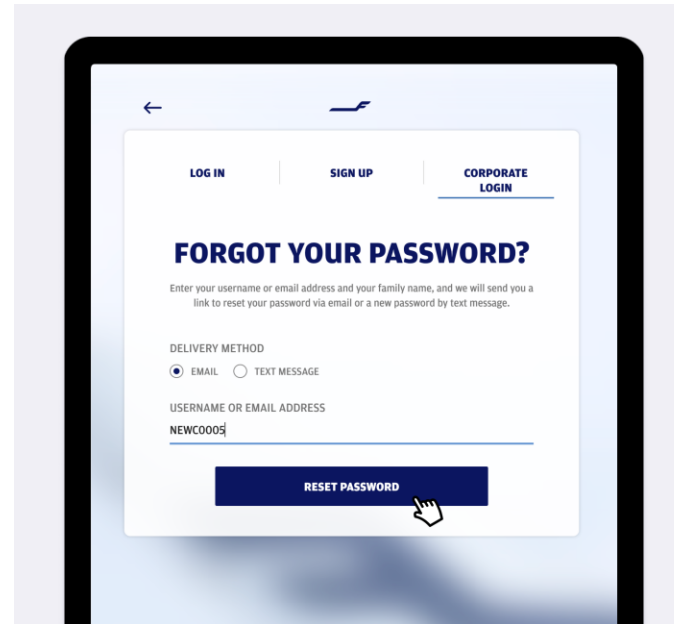 LOG IN
SIGN UP
CORPORATE
LOGIN
FORGOT YOUR PASSWORD?
Enter your username or email address and your family name, and we will send you a
link to reset your password via email or a new password by text message.
DELIVERY METHOD
EMAIL TEXT MESSAGE
USERNAME OR EMAIL ADDRESS
NEWCO005
RESET PASSWORD